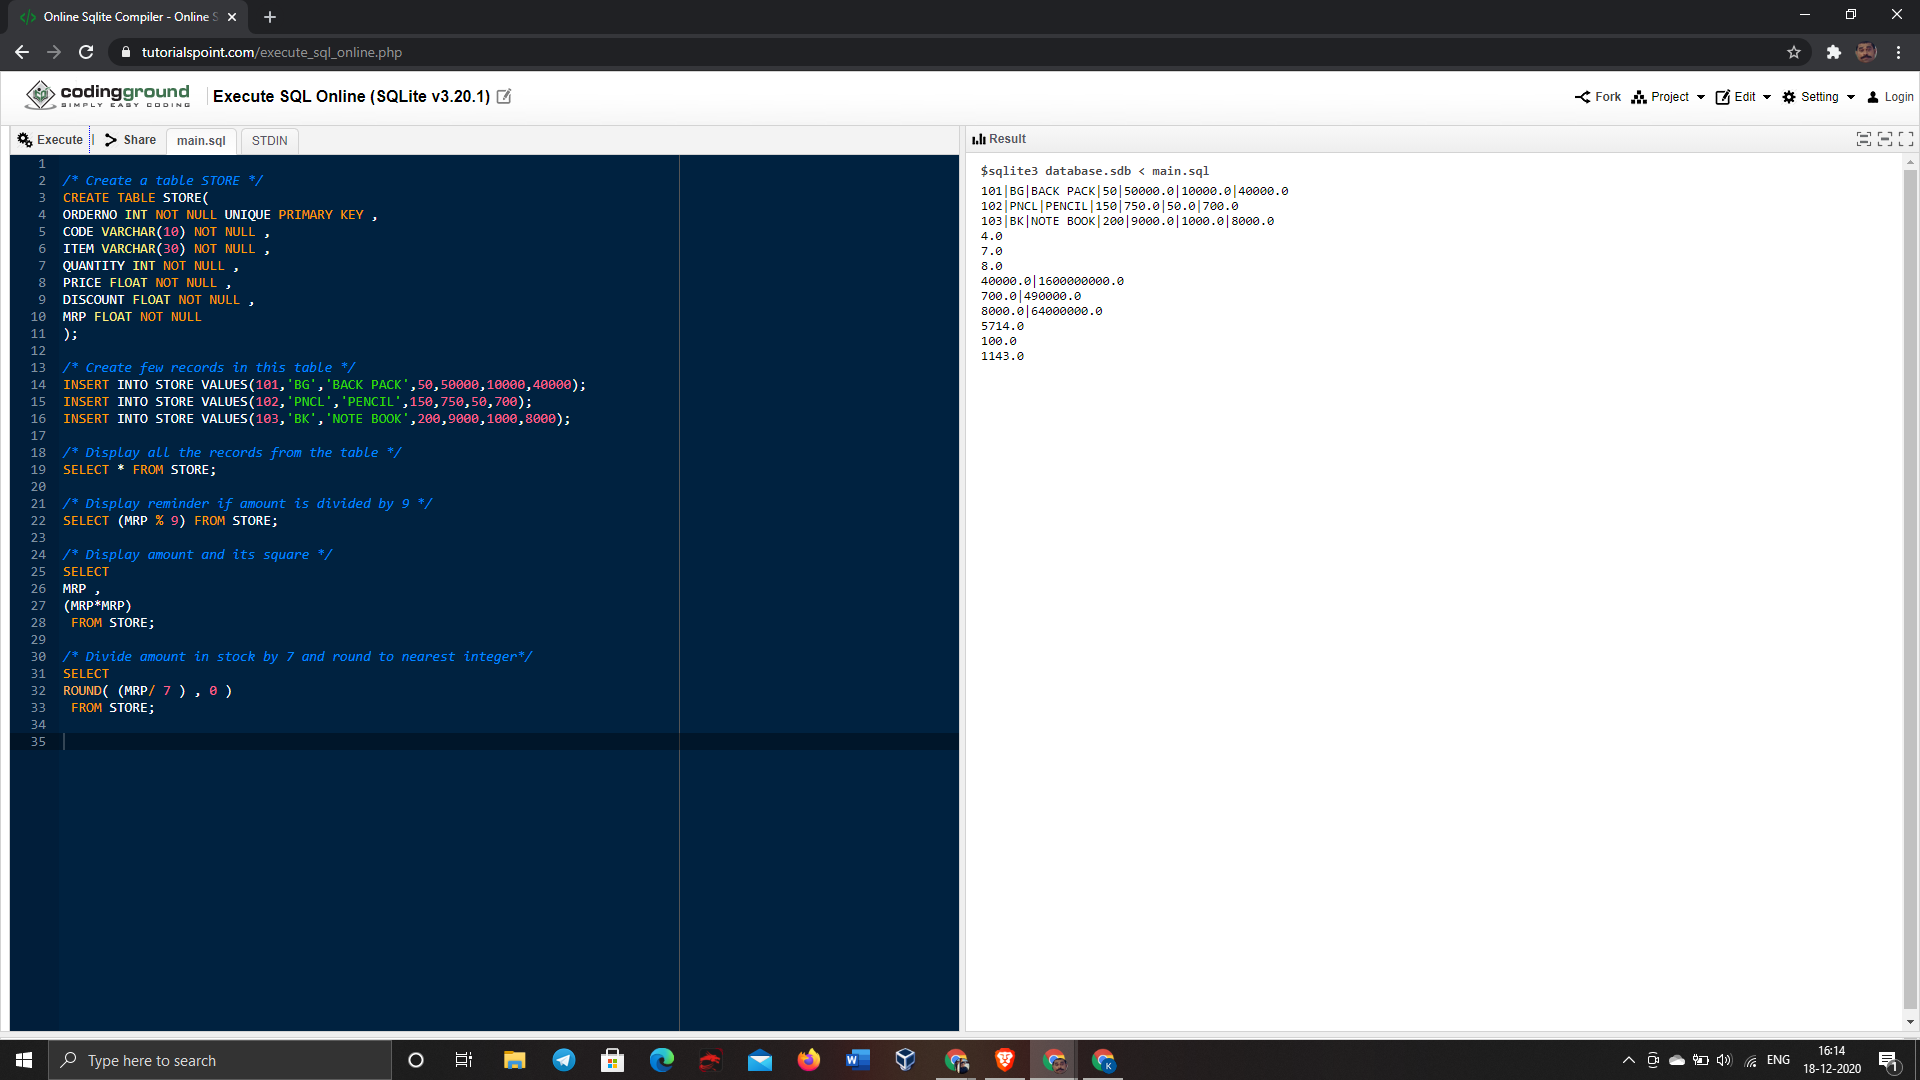 Online Sqlite Compiler - Online S
tutorialspoint.com/execute_sql_online.php
codingground
SIMPLY EASY CODING
Execute SQL Online (SQLite v3.20.1)
Fork Project Edit Setting Login
Execute | Share main.sql STDIN
1
2 /* Create a table STORE */
3 CREATE TABLE STORE(
4 ORDERNO INT NOT NULL UNIQUE PRIMARY KEY ,
5 CODE VARCHAR(10) NOT NULL ,
6 ITEM VARCHAR(30) NOT NULL ,
7 QUANTITY INT NOT NULL ,
8 PRICE FLOAT NOT NULL ,
9 DISCOUNT FLOAT NOT NULL ,
10 MRP FLOAT NOT NULL
11 );
12
13 /* Create few records in this table */
14 INSERT INTO STORE VALUES(101,'BG','BACK PACK',50,50000,10000,40000);
15 INSERT INTO STORE VALUES(102,'PNCL','PENCIL',150,750,50,700);
16 INSERT INTO STORE VALUES(103,'BK','NOTE BOOK',200,9000,1000,8000);
17
18 /* Display all the records from the table */
19 SELECT * FROM STORE;
20
21 /* Display reminder if amount is divided by 9 */
22 SELECT (MRP % 9) FROM STORE;
23
24 /* Display amount and its square */
25 SELECT
26 MRP ,
27 (MRP*MRP)
28 FROM STORE;
29
30 /* Divide amount in stock by 7 and round to nearest integer*/
31 SELECT
32 ROUND( (MRP/ 7 ) , 0 )
33 FROM STORE;
34
35
Result
$sqlite3 database.sdb < main.sql
101|BG|BACK PACK|50|50000.0|10000.0|40000.0
102|PNCL|PENCIL|150|750.0|50.0|700.0
103|BK|NOTE BOOK|200|9000.0|1000.0|8000.0
4.0
7.0
8.0
40000.0|1600000000.0
700.0|490000.0
8000.0|64000000.0
5714.0
100.0
1143.0
Type here to search
W
K
ENG
16:14
18-12-2020
1